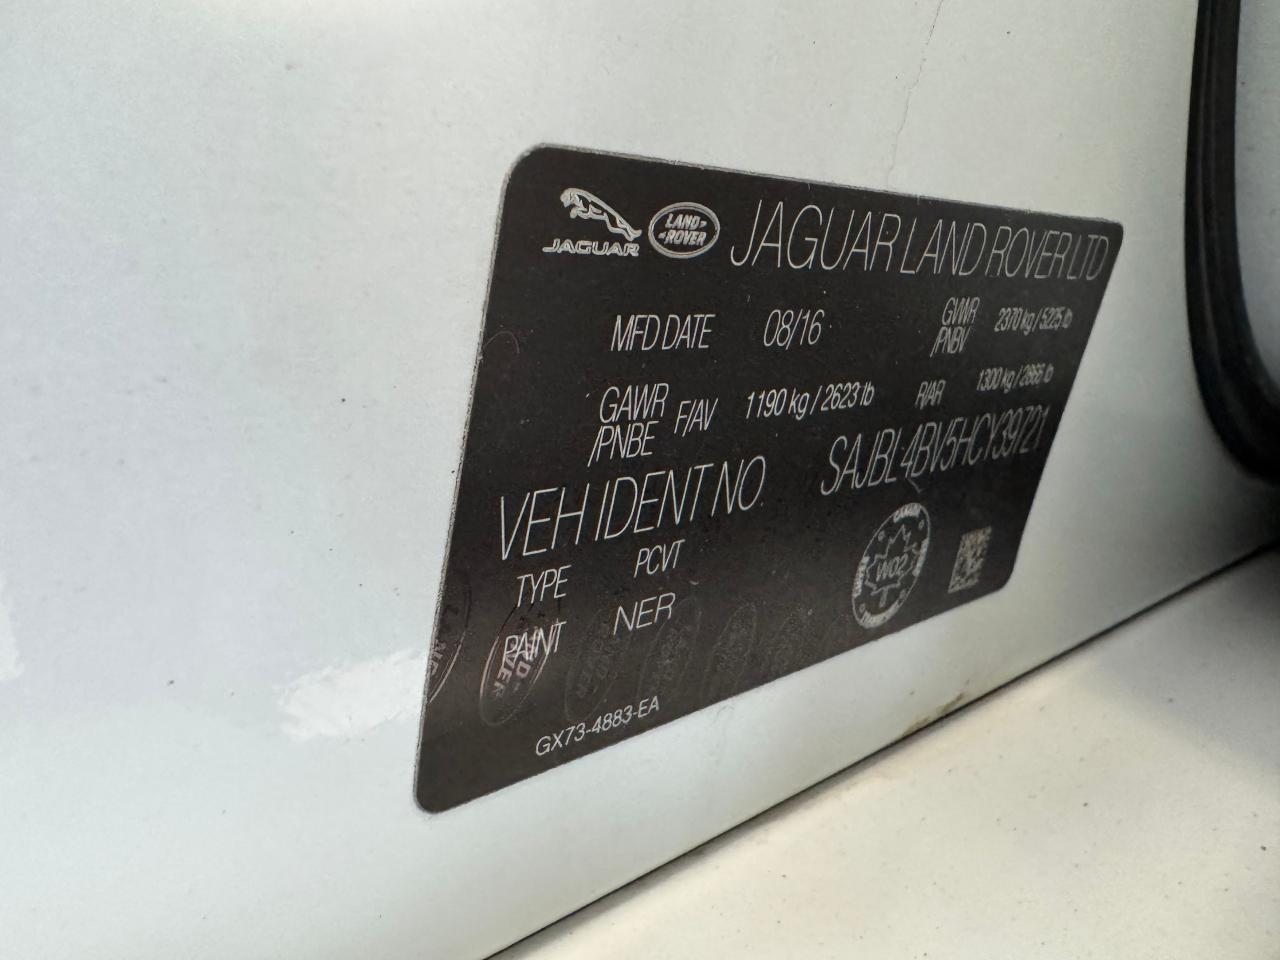 JAGUAR
LAND ROVER
JAGUAR LAND ROVER LTD
MFD DATE 08/16
GVWR /PNBV 2370 kg / 5225 lb
GAWR /PNBE F/AV 1190 kg / 2623 lb
R/AR 1300 kg / 2866 lb
VEH IDENT NO. SAJBL4BV5HCY39721
TYPE PCVT
PAINT NER
CANADA
W02
GX73-4883-EA